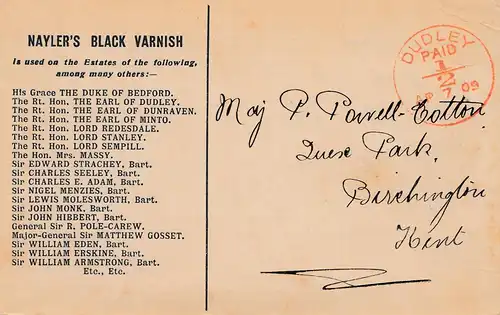 NAYLER'S BLACK VARNISH
Is used on the Estates of the following,
among many others:—
His Grace THE DUKE OF BEDFORD.
The Rt. Hon. THE EARL OF DUDLEY.
The Rt. Hon. THE EARL OF DUNRAVEN.
The Rt. Hon. THE EARL OF MINTO.
The Rt. Hon. LORD REDESDALE.
The Rt. Hon. LORD STANLEY.
The Rt. Hon. LORD SEMPILL.
The Hon. Mrs. MASSY.
Sir EDWARD STRACHEY, Bart.
Sir CHARLES SEELEY, Bart.
Sir CHARLES E. ADAM, Bart.
Sir NIGEL MENZIES, Bart.
Sir LEWIS MOLESWORTH, Bart.
Sir JOHN MONK, Bart.
Sir JOHN HIBBERT, Bart.
General Sir R. POLE-CAREW.
Major-General Sir MATTHEW GOSSET.
Sir WILLIAM EDEN, Bart.
Sir WILLIAM ERSKINE, Bart.
Sir WILLIAM ARMSTRONG, Bart.
Etc., Etc.
DUDLEY
PAID
1/2
AP 7 09
Maj P. Powell-Cotton
Quex Park,
Birchington
Kent